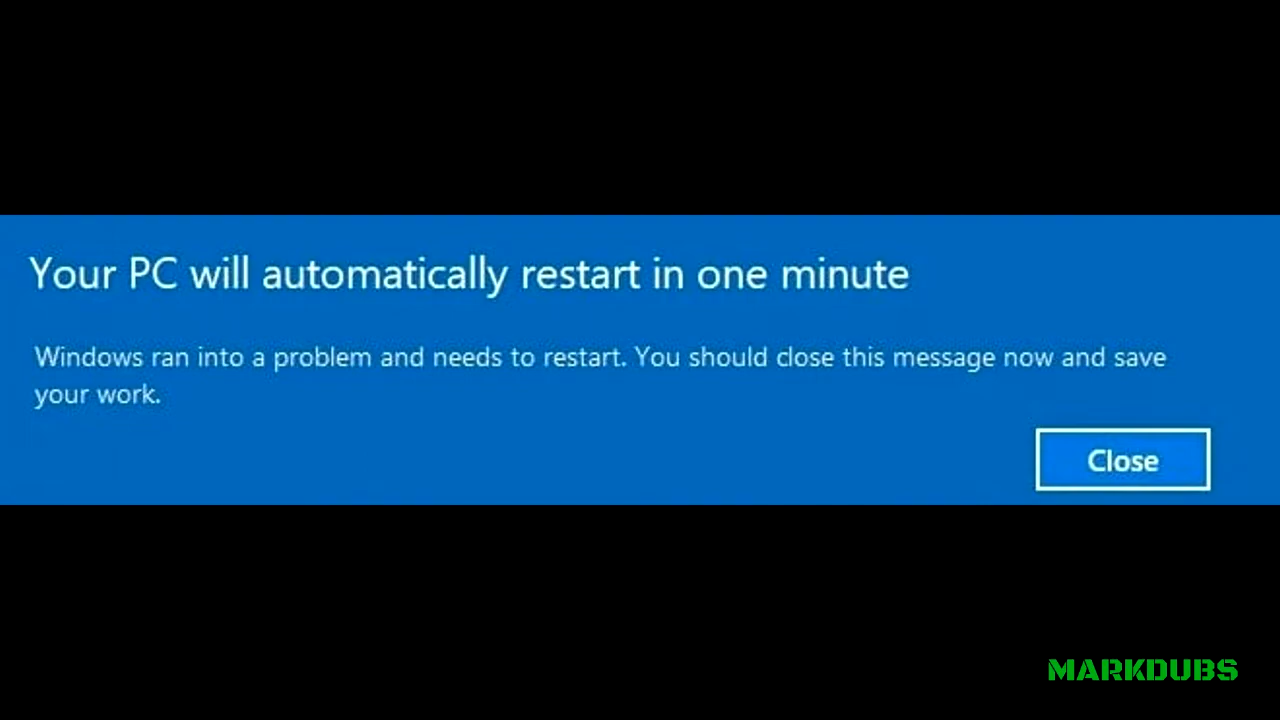 Your PC will automatically restart in one minute
Windows ran into a problem and needs to restart. You should close this message now and save
your work.
Close
MARKDUBS